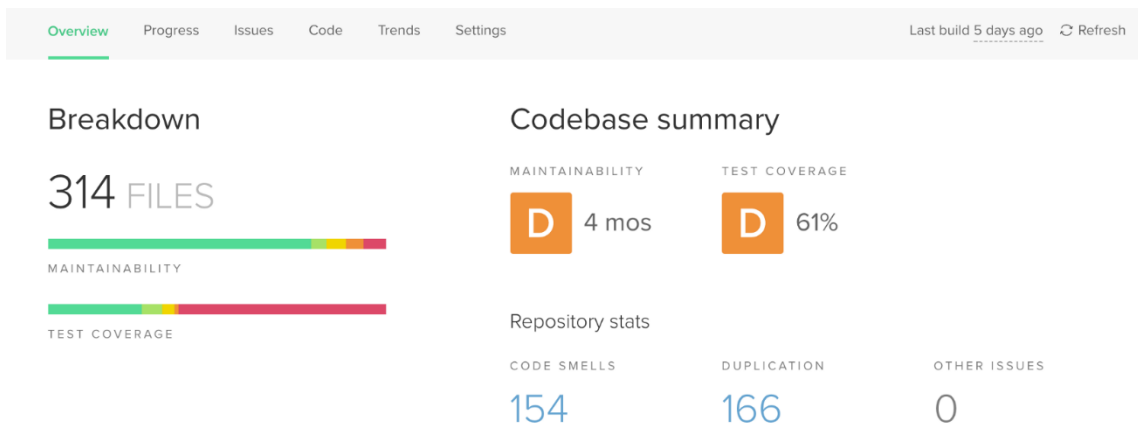 Overview Progress Issues Code Trends Settings Last build 5 days ago Refresh
Breakdown
314 FILES
MAINTAINABILITY
TEST COVERAGE
Codebase summary
MAINTAINABILITY TEST COVERAGE
D 4 mos D 61%
Repository stats
CODE SMELLS DUPLICATION OTHER ISSUES
154 166 0